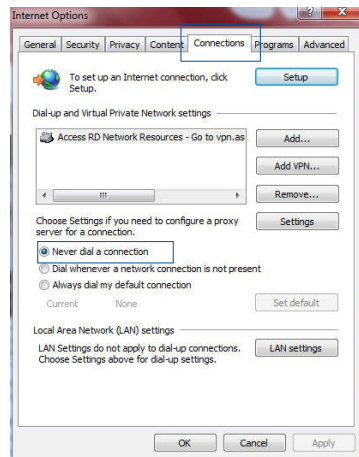 Internet Options
General Security Privacy Content Connections Programs Advanced
To set up an Internet connection, click
Setup.
Setup
Dial-up and Virtual Private Network settings
Access RD Network Resources - Go to vpn.as
Add...
Add VPN...
Remove...
Choose Settings if you need to configure a proxy
server for a connection.
Settings
Never dial a connection
Dial whenever a network connection is not present
Always dial my default connection
Current None
Set default
Local Area Network (LAN) settings
LAN Settings do not apply to dial-up connections.
Choose Settings above for dial-up settings.
LAN settings
OK Cancel Apply